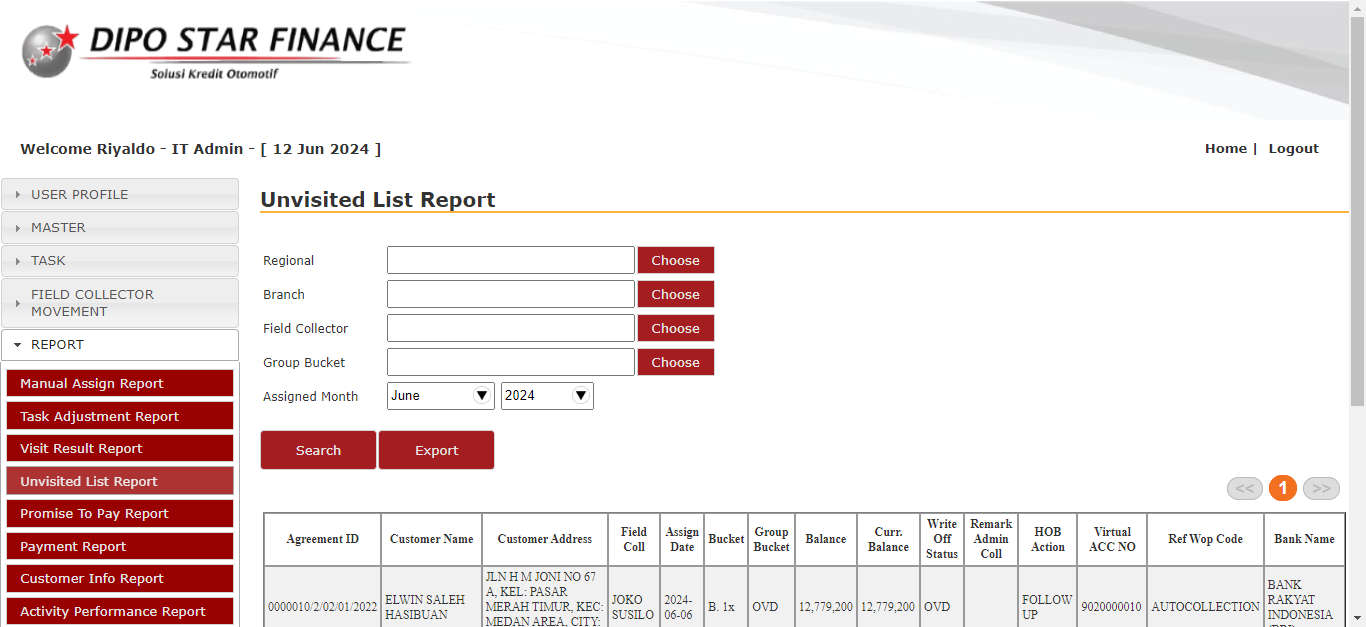 DIPO STAR FINANCE
Solusi Kredit Otomotif
Welcome Riyaldo - IT Admin - [ 12 Jun 2024 ]
Home | Logout
USER PROFILE
MASTER
TASK
FIELD COLLECTOR
MOVEMENT
REPORT
Manual Assign Report
Task Adjustment Report
Visit Result Report
Unvisited List Report
Promise To Pay Report
Payment Report
Customer Info Report
Activity Performance Report
Unvisited List Report
Regional Choose
Branch Choose
Field Collector Choose
Group Bucket Choose
Assigned Month June 2024
Search Export
<< 1 >>
Agreement ID
Customer Name
Customer Address
Field
Coll
Assign
Date
Bucket
Group
Bucket
Balance
Curr.
Balance
Write
Off
Status
Remark
Admin
Coll
HOB
Action
Virtual
ACC NO
Ref Wop Code
Bank Name
0000010/2/02/01/2022
ELWIN SALEH
HASIBUAN
JLN H M JONI NO 67
A, KEL: PASAR
MERAH TIMUR, KEC:
MEDAN AREA, CITY:
JOKO
SUSILO
2024-
06-06
B. 1x
OVD
12,779,200
12,779,200
OVD
FOLLOW
UP
9020000010
AUTOCOLLECTION
BANK
RAKYAT
INDONESIA